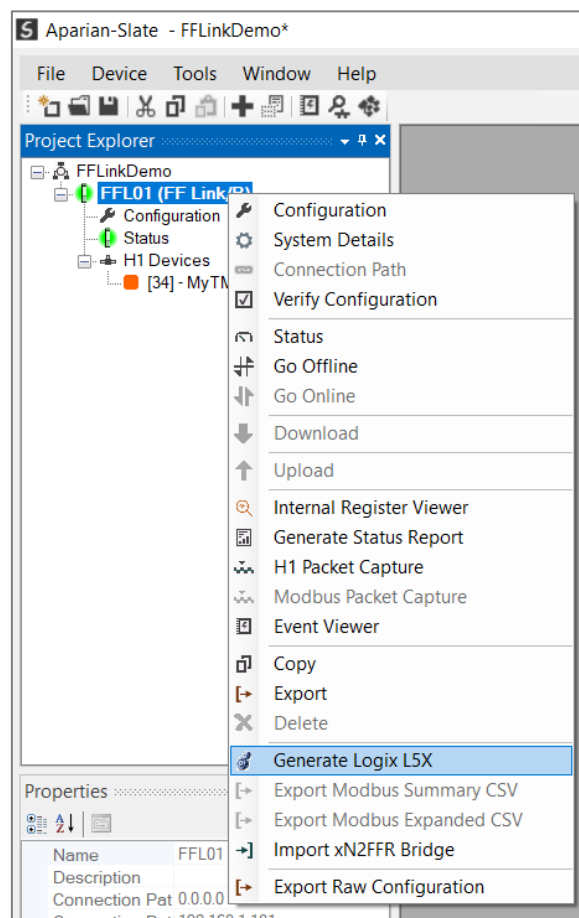 Aparian-Slate - FFLinkDemo*
File Device Tools Window Help
Project Explorer
FFLinkDemo
FFL01 (FF Link/B)
Configuration
Status
H1 Devices
[34] - MyTM
Configuration
System Details
Connection Path
Verify Configuration
Status
Go Offline
Go Online
Download
Upload
Internal Register Viewer
Generate Status Report
H1 Packet Capture
Modbus Packet Capture
Event Viewer
Copy
Export
Delete
Generate Logix L5X
Export Modbus Summary CSV
Export Modbus Expanded CSV
Import xN2FFR Bridge
Export Raw Configuration
Properties
Name FFL01
Description
Connection Pat 0.0.0.0